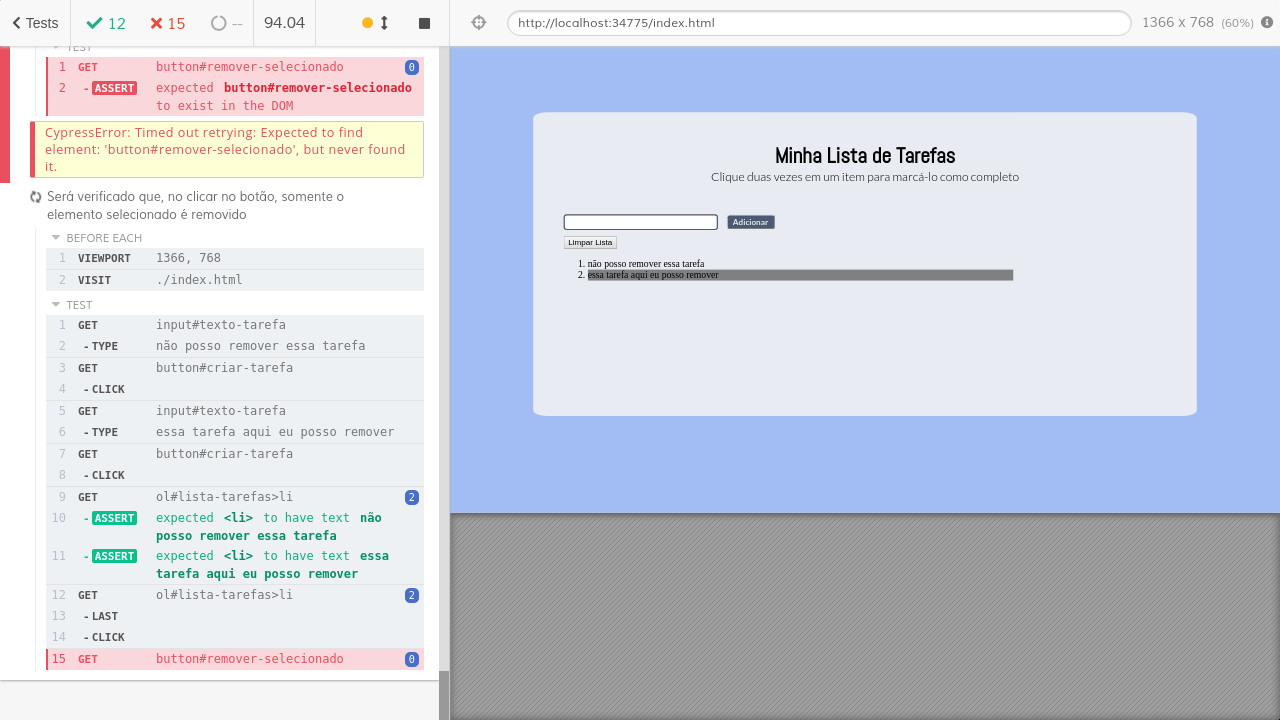 Tests 12 15 -- 94.04 http://localhost:34775/index.html 1366 x 768 (60%)
TEST
1 GET button#remover-selecionado 0
2 - ASSERT expected button#remover-selecionado
to exist in the DOM
CypressError: Timed out retrying: Expected to find
element: 'button#remover-selecionado', but never found
it.
Será verificado que, no clicar no botão, somente o
elemento selecionado é removido
BEFORE EACH
1 VIEWPORT 1366, 768
2 VISIT ./index.html
TEST
1 GET input#texto-tarefa
2 - TYPE não posso remover essa tarefa
3 GET button#criar-tarefa
4 - CLICK
5 GET input#texto-tarefa
6 - TYPE essa tarefa aqui eu posso remover
7 GET button#criar-tarefa
8 - CLICK
9 GET ol#lista-tarefas>li 2
10 - ASSERT expected <li> to have text não
posso remover essa tarefa
11 - ASSERT expected <li> to have text essa
tarefa aqui eu posso remover
12 GET ol#lista-tarefas>li 2
13 - LAST
14 - CLICK
15 GET button#remover-selecionado 0
Minha Lista de Tarefas
Clique duas vezes em um item para marcá-lo como completo
Adicionar
Limpar Lista
1. não posso remover essa tarefa
2. essa tarefa aqui eu posso remover